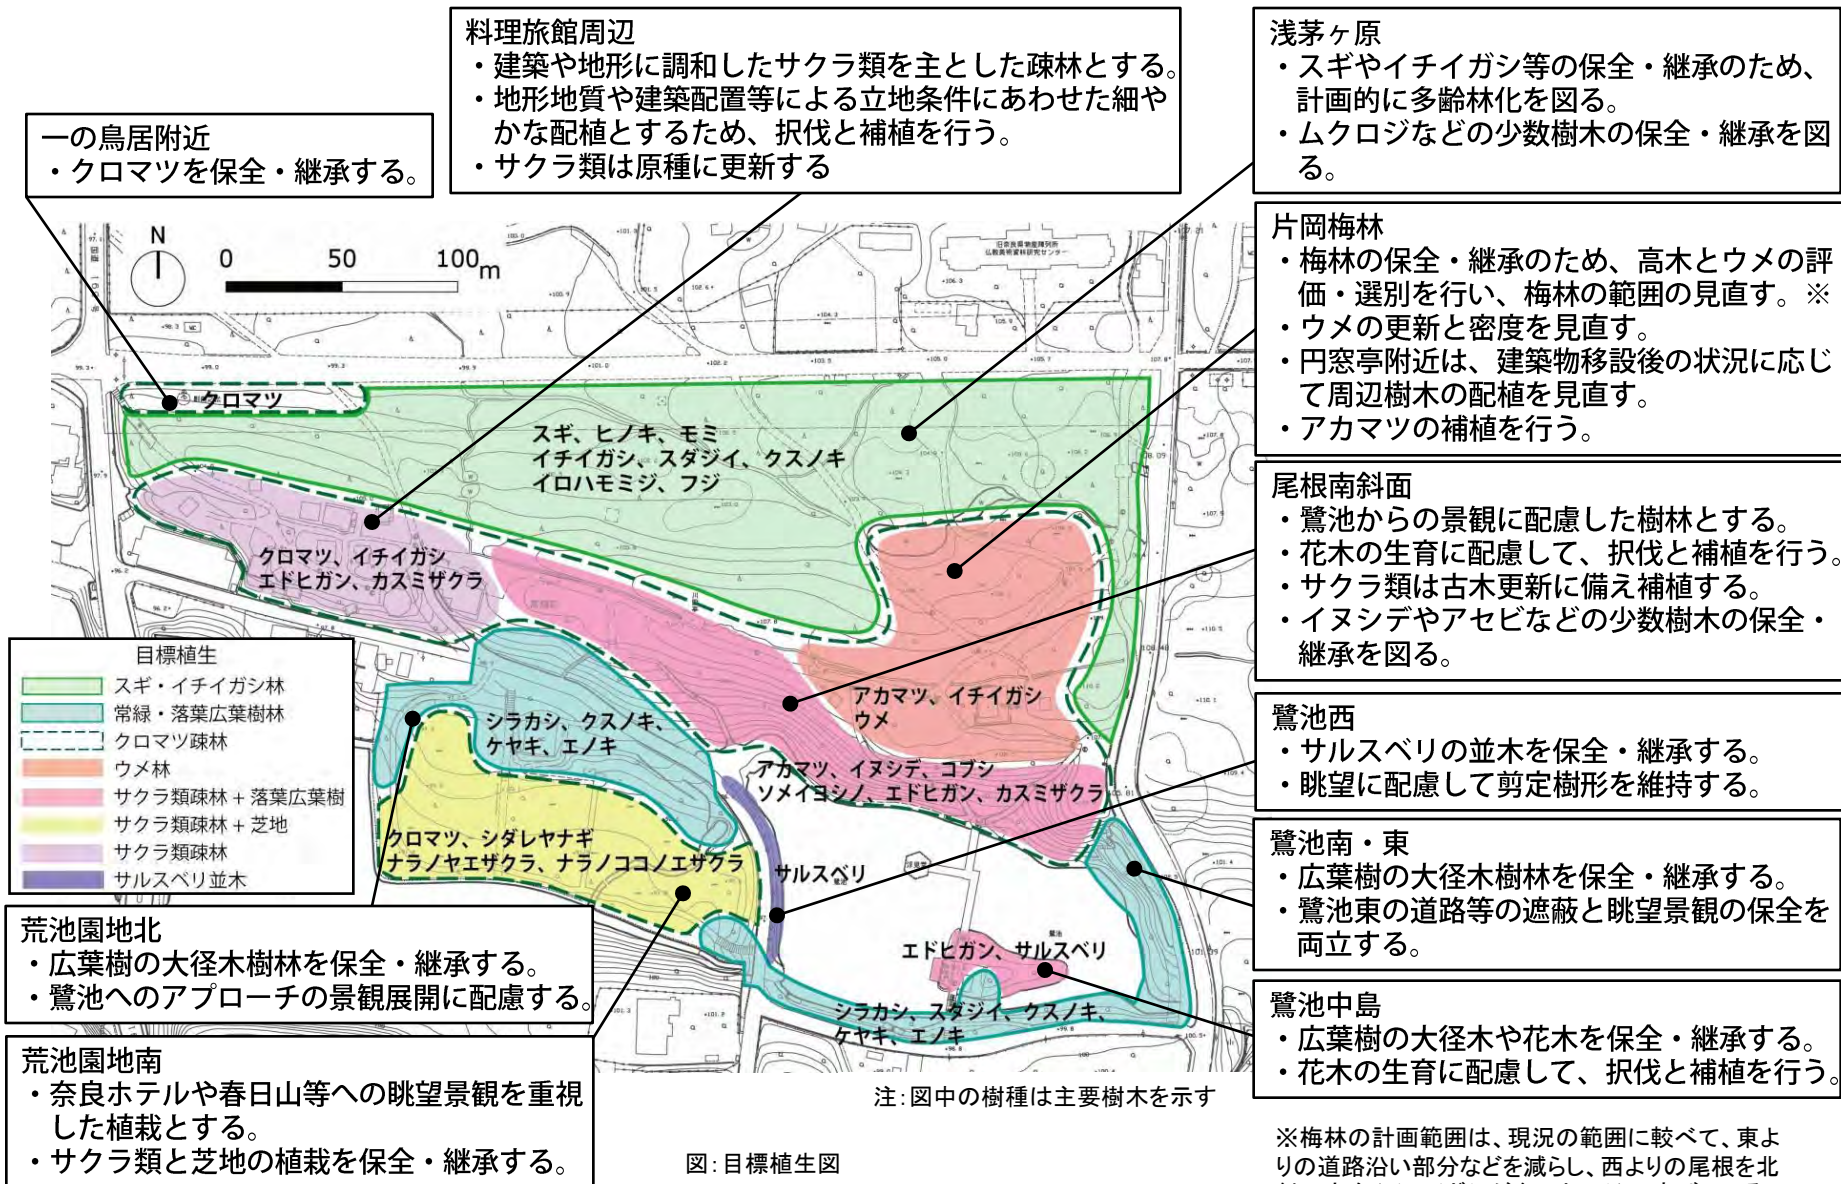 料理旅館周辺
・建築や地形に調和したサクラ類を主とした疎林とする。
・地形地質や建築配置等による立地条件にあわせた細や
かな配植とするため、択伐と補植を行う。
・サクラ類は原種に更新する
浅茅ヶ原
・スギやイチイガシ等の保全・継承のため、
計画的に多齢林化を図る。
・ムクロジなどの少数樹木の保全・継承を図
る。
一の鳥居附近
・クロマツを保全・継承する。
片岡梅林
・梅林の保全・継承のため、高木とウメの評
価・選別を行い、梅林の範囲の見直す。※
・ウメの更新と密度を見直す。
・円窓亭附近は、建築物移設後の状況に応じ
て周辺樹木の配植を見直す。
・アカマツの補植を行う。
N
0 50 100m
旧奈良県物産陳列所
仏教美術資料研究センター
クロマツ
スギ、ヒノキ、モミ
イチイガシ、スダジイ、クスノキ
イロハモミジ、フジ
クロマツ、イチイガシ
エドヒガン、カスミザクラ
尾根南斜面
・鷺池からの景観に配慮した樹林とする。
・花木の生育に配慮して、択伐と補植を行う。
・サクラ類は古木更新に備え補植する。
・イヌシデやアセビなどの少数樹木の保全・
継承を図る。
目標植生
スギ・イチイガシ林
常緑・落葉広葉樹林
クロマツ疎林
ウメ林
サクラ類疎林+落葉広葉樹
サクラ類疎林+芝地
サクラ類疎林
サルスベリ並木
アカマツ、イチイガシ
ウメ
シラカシ、クスノキ、
ケヤキ、エノキ
アカマツ、イヌシデ、コブシ
ソメイヨシノ、エドヒガン、カスミザクラ
鷺池西
・サルスベリの並木を保全・継承する。
・眺望に配慮して剪定樹形を維持する。
クロマツ、シダレヤナギ
ナラノヤエザクラ、ナラノココノエザクラ
サルスベリ
浮見堂
鷺池南・東
・広葉樹の大径木樹林を保全・継承する。
・鷺池東の道路等の遮蔽と眺望景観の保全を
両立する。
荒池園地北
・広葉樹の大径木樹林を保全・継承する。
・鷺池へのアプローチの景観展開に配慮する。
鷺池
エドヒガン、サルスベリ
シラカシ、スダジイ、クスノキ、
ケヤキ、エノキ
鷺池中島
・広葉樹の大径木や花木を保全・継承する。
・花木の生育に配慮して、択伐と補植を行う。
荒池園地南
・奈良ホテルや春日山等への眺望景観を重視
した植栽とする。
・サクラ類と芝地の植栽を保全・継承する。
注：図中の樹種は主要樹木を示す
図：目標植生図
※梅林の計画範囲は、現況の範囲に較べて、東よ
りの道路沿い部分などを減らし、西よりの尾根を北